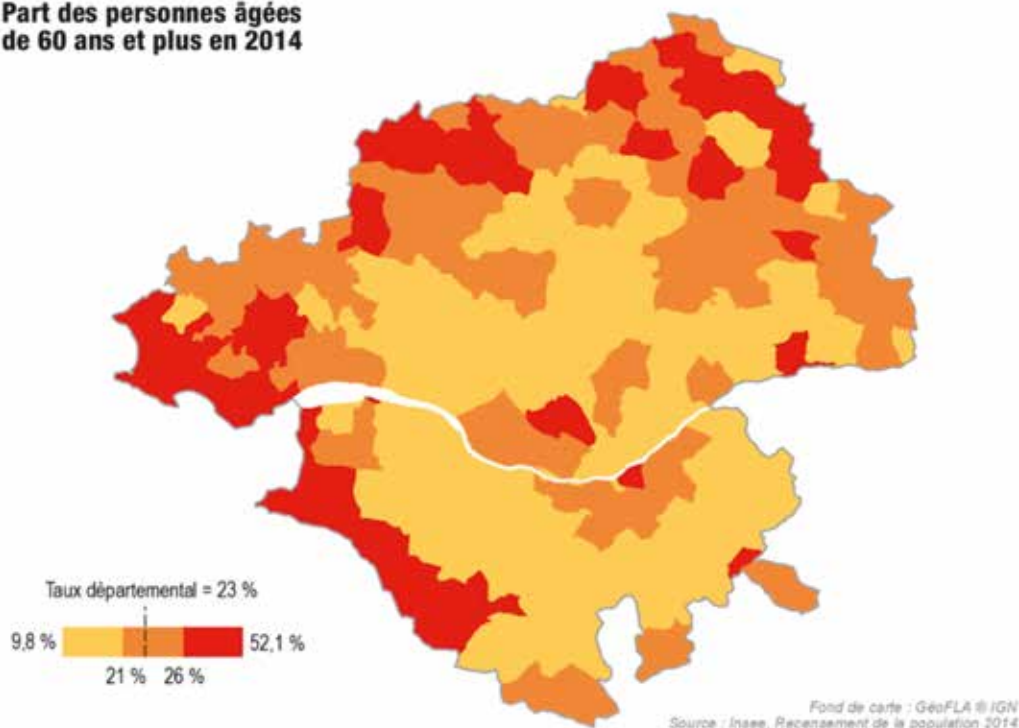 Part des personnes âgées
de 60 ans et plus en 2014
Taux départemental = 23 %
9,8 %
52,1 %
21 %
26 %
Fond de carte : GéoFLA ® IGN
Source : Insee, Recensement de la population 2014